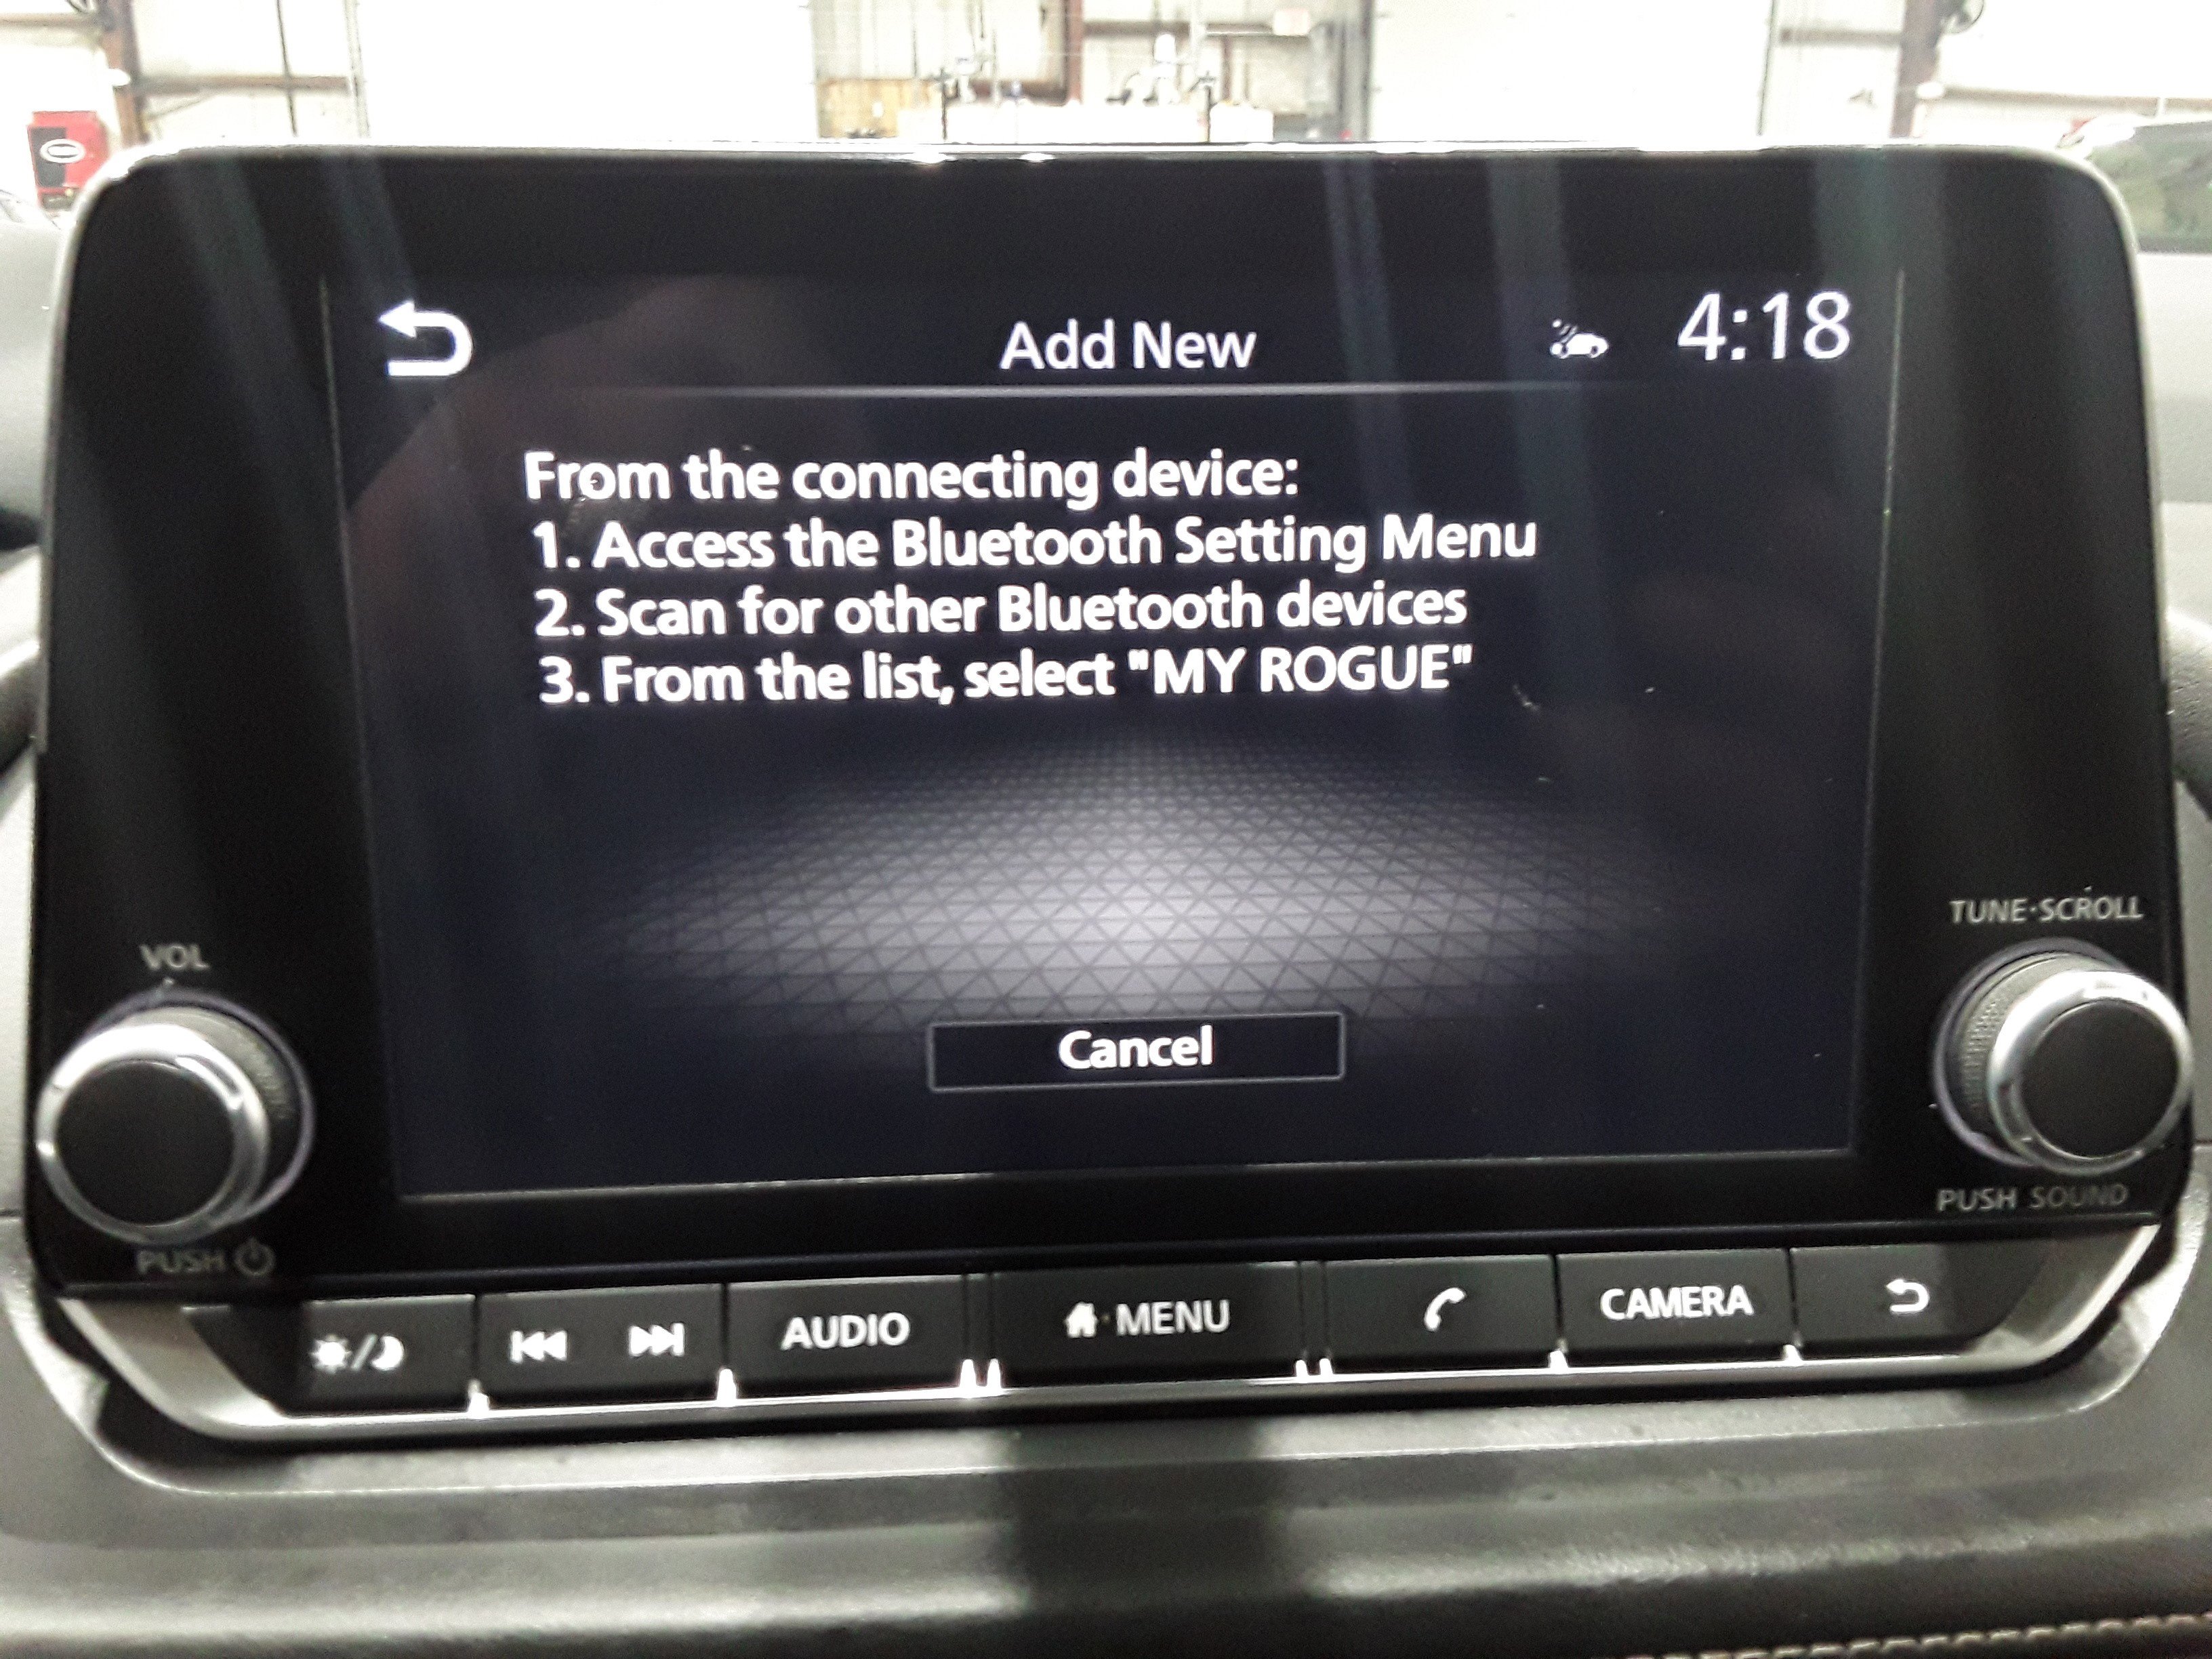 Add New
4:18
From the connecting device:
1. Access the Bluetooth Setting Menu
2. Scan for other Bluetooth devices
3. From the list, select "MY ROGUE"
Cancel
VOL
PUSH
TUNE·SCROLL
PUSH SOUND
AUDIO
MENU
CAMERA